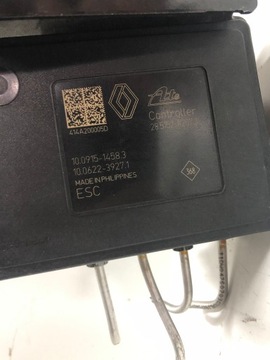 Ate
414A200005D
Controller
10.0915-1458.3
10.0622-3927.1
MADE IN PHILIPPINES
ESC